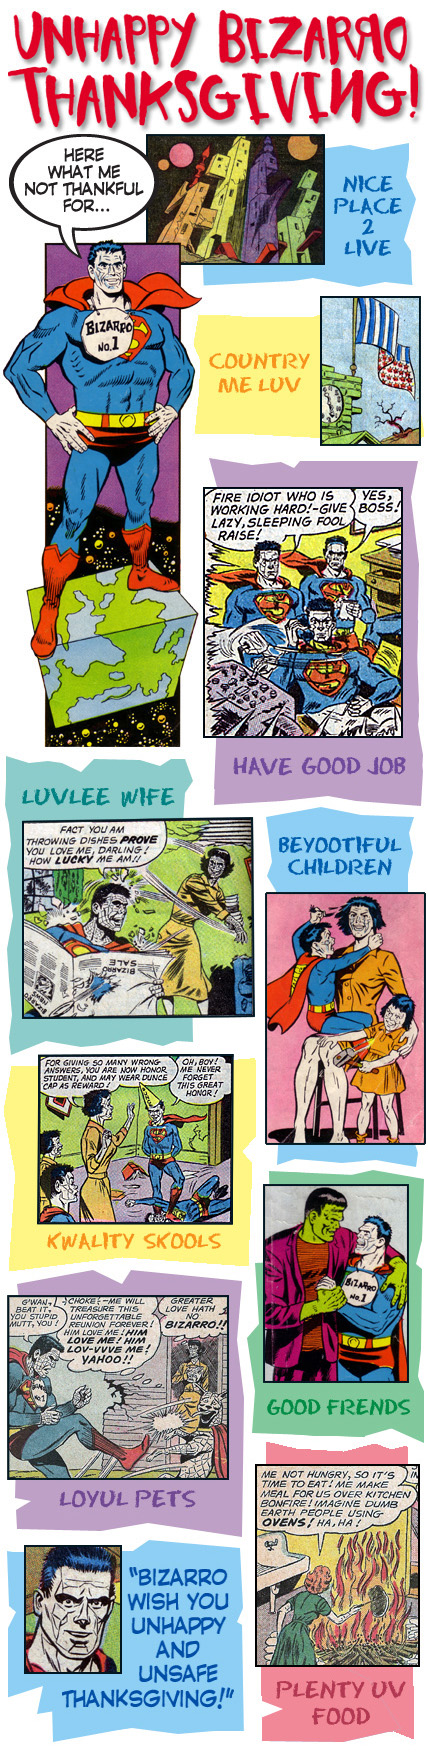 UNHAPPY BIZARRO
THANKSGIVING!
HERE
WHAT ME
NOT THANKFUL
FOR...
NICE
PLACE
2
LIVE
BIZARRO
NO.1
COUNTRY
ME LUV
FIRE IDIOT WHO IS
WORKING HARD!-GIVE
LAZY, SLEEPING FOOL
RAISE!
YES,
BOSS!
HAVE GOOD JOB
LUVLEE WIFE
FACT YOU AM
THROWING DISHES PROVE
YOU LOVE ME, DARLING!
HOW LUCKY ME AM!!
BIZARRO
SALE
BEYOOTIFUL
CHILDREN
FOR GIVING SO MANY WRONG
ANSWERS, YOU ARE NOW HONOR
STUDENT, AND MAY WEAR DUNCE
CAP AS REWARD!
OH, BOY!
ME NEVER
FORGET
THIS GREAT
HONOR!
KWALITY SKOOLS
BIZARRO
NO.1
GOOD FRENDS
G'WAN,
BEAT IT,
YOU STUPID
MUTT, YOU!
-CHOKE!-ME WILL
TREASURE THIS
UNFORGETTABLE
REUNION FOREVER!
HIM LOVE ME! HIM
LOVE ME! HIM
LOV-VVVE ME!
YAHOO!!
GREATER
LOVE HATH
NO
BIZARRO!!
LOYUL PETS
ME NOT HUNGRY, SO IT'S
TIME TO EAT! ME MAKE
MEAL FOR US OVER KITCHEN
BONFIRE! IMAGINE DUMB
EARTH PEOPLE USING
OVENS! HA, HA!
PLENTY UV
FOOD
"BIZARRO
WISH YOU
UNHAPPY
AND
UNSAFE
THANKSGIVING!"